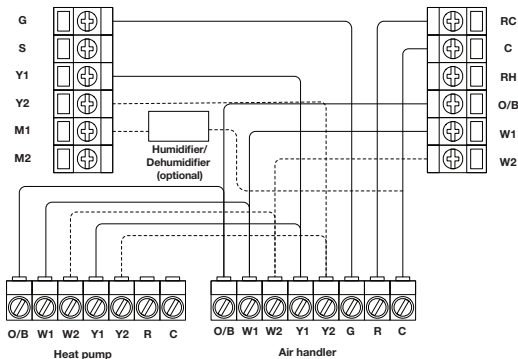 G
S
Y1
Y2
M1
M2
RC
C
RH
O/B
W1
W2
Humidifier/
Dehumidifier
(optional)
O/B W1 W2 Y1 Y2 R C
Heat pump
O/B W1 W2 Y1 Y2 G R C
Air handler